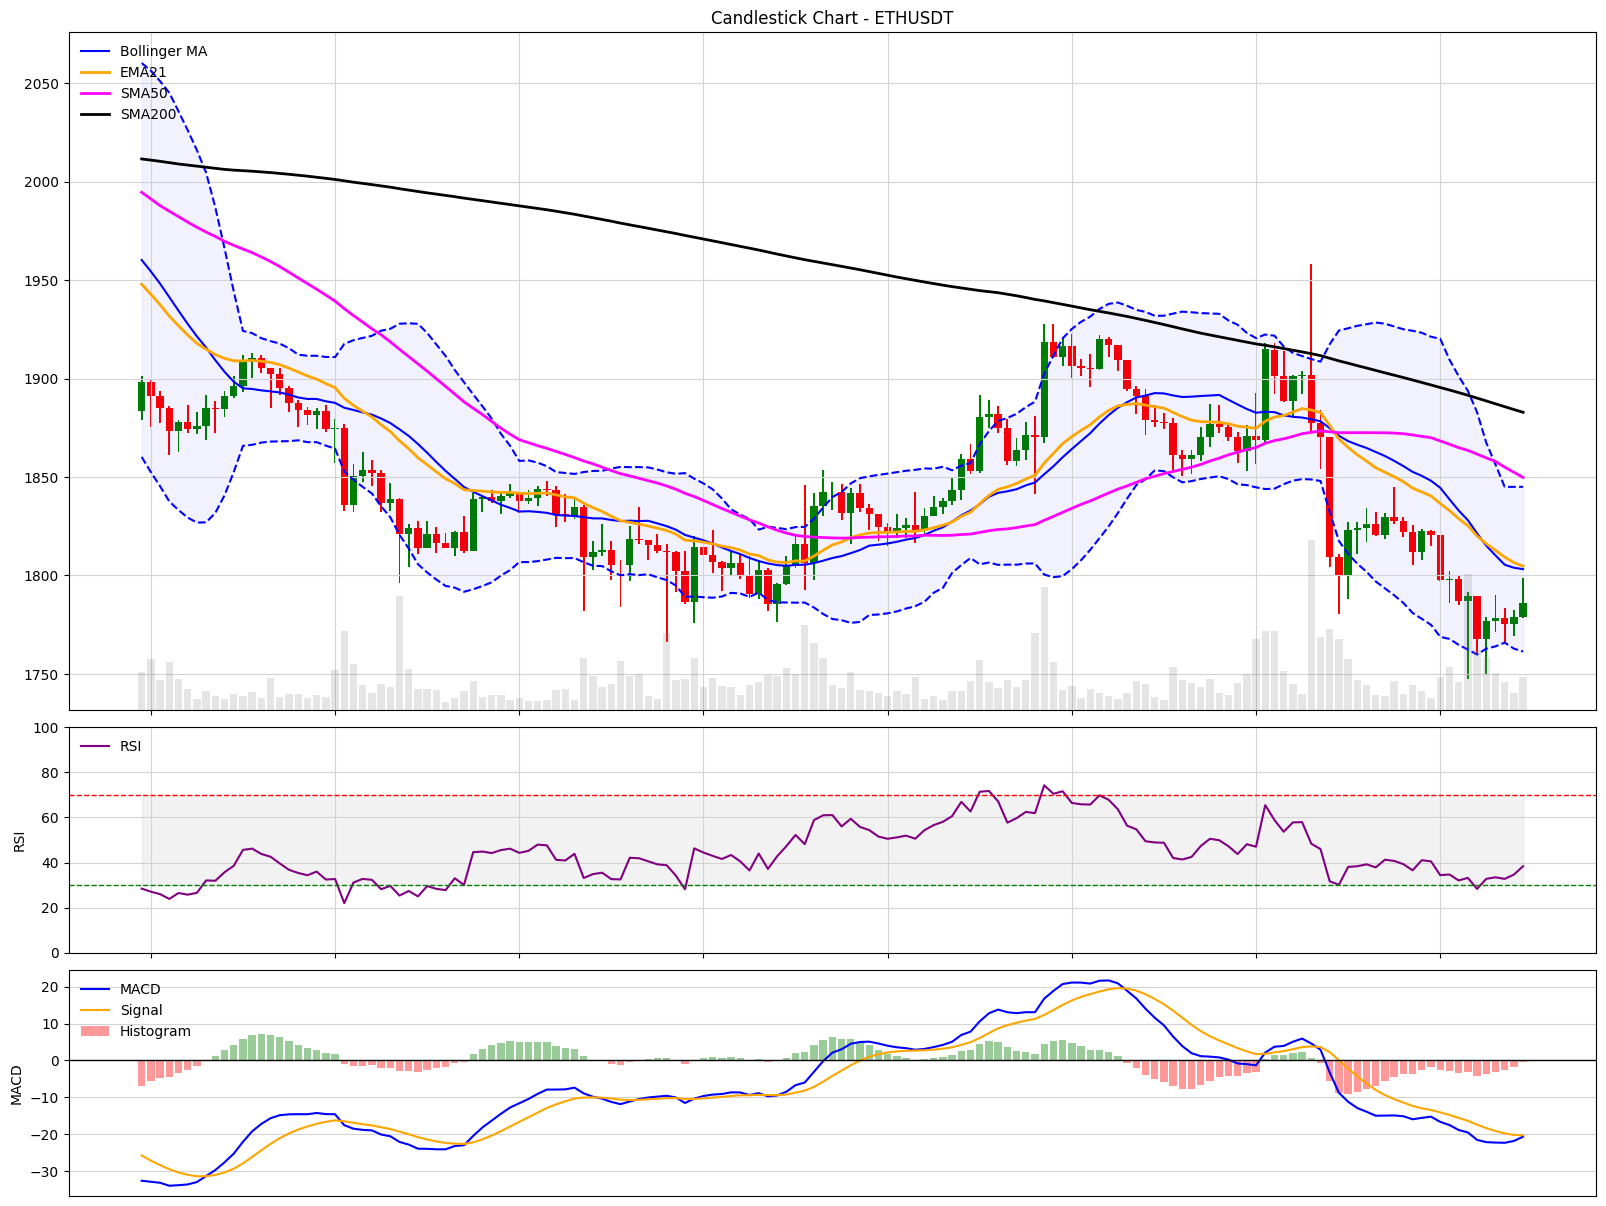 Candlestick Chart - ETHUSDT
Bollinger MA
EMA21
SMA50
SMA200
2050
2000
1950
1900
1850
1800
1750
RSI
100
80
60
40
20
0
RSI
MACD
Signal
Histogram
20
10
0
−10
−20
−30
MACD